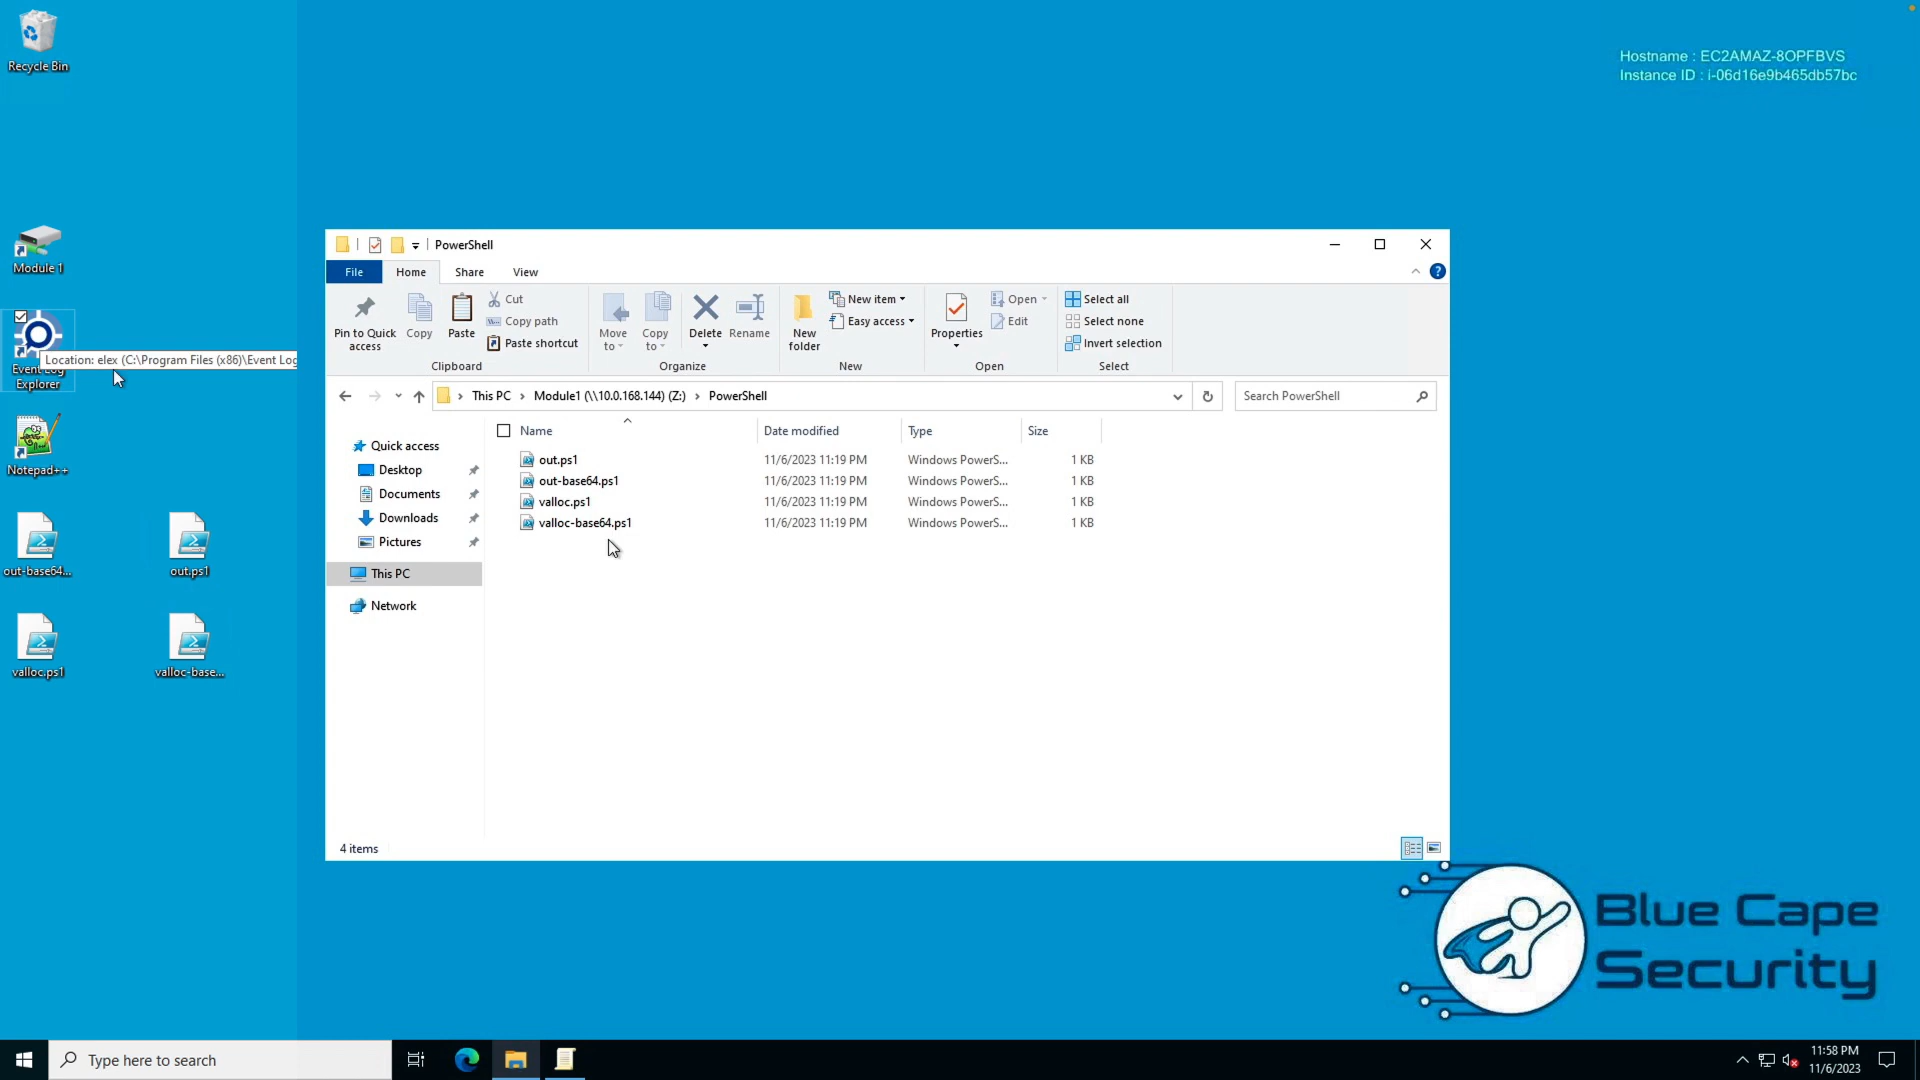 Recycle Bin
Hostname : EC2AMAZ-8OPFBVS
Instance ID : i-06d16e9b465db57bc
Module 1
Location: elex (C:\Program Files (x86)\Event Log
Event Log
Explorer
Notepad++
out-base64...
out.ps1
valloc.ps1
valloc-base...
PowerShell
File
Home
Share
View
Pin to Quick
access
Copy
Paste
Cut
Copy path
Paste shortcut
Clipboard
Move
to
Copy
to
Delete
Rename
Organize
New
folder
New item
Easy access
New
Properties
Open
Edit
Open
Select all
Select none
Invert selection
Select
This PC
Module1 (\\10.0.168.144) (Z:)
PowerShell
Search PowerShell
Quick access
Desktop
Documents
Downloads
Pictures
This PC
Network
Name
Date modified
Type
Size
out.ps1 11/6/2023 11:19 PM Windows PowerS... 1 KB
out-base64.ps1 11/6/2023 11:19 PM Windows PowerS... 1 KB
valloc.ps1 11/6/2023 11:19 PM Windows PowerS... 1 KB
valloc-base64.ps1 11/6/2023 11:19 PM Windows PowerS... 1 KB
4 items
Blue Cape
Security
Type here to search
11:58 PM
11/6/2023